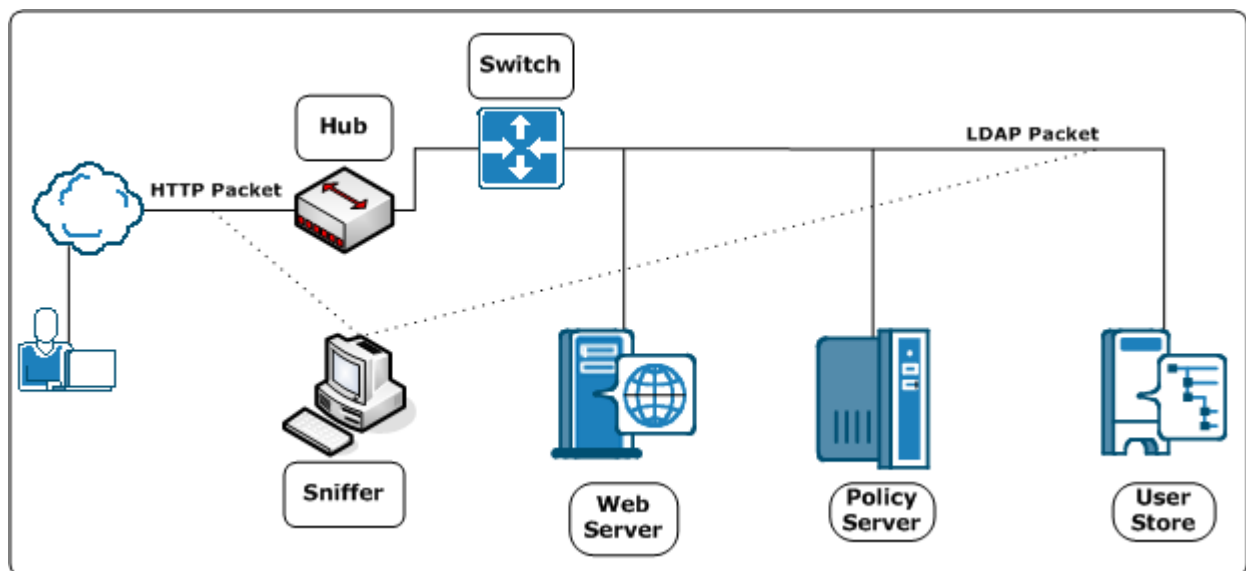 Switch
Hub
LDAP Packet
HTTP Packet
Sniffer
Web
Server
Policy
Server
User
Store